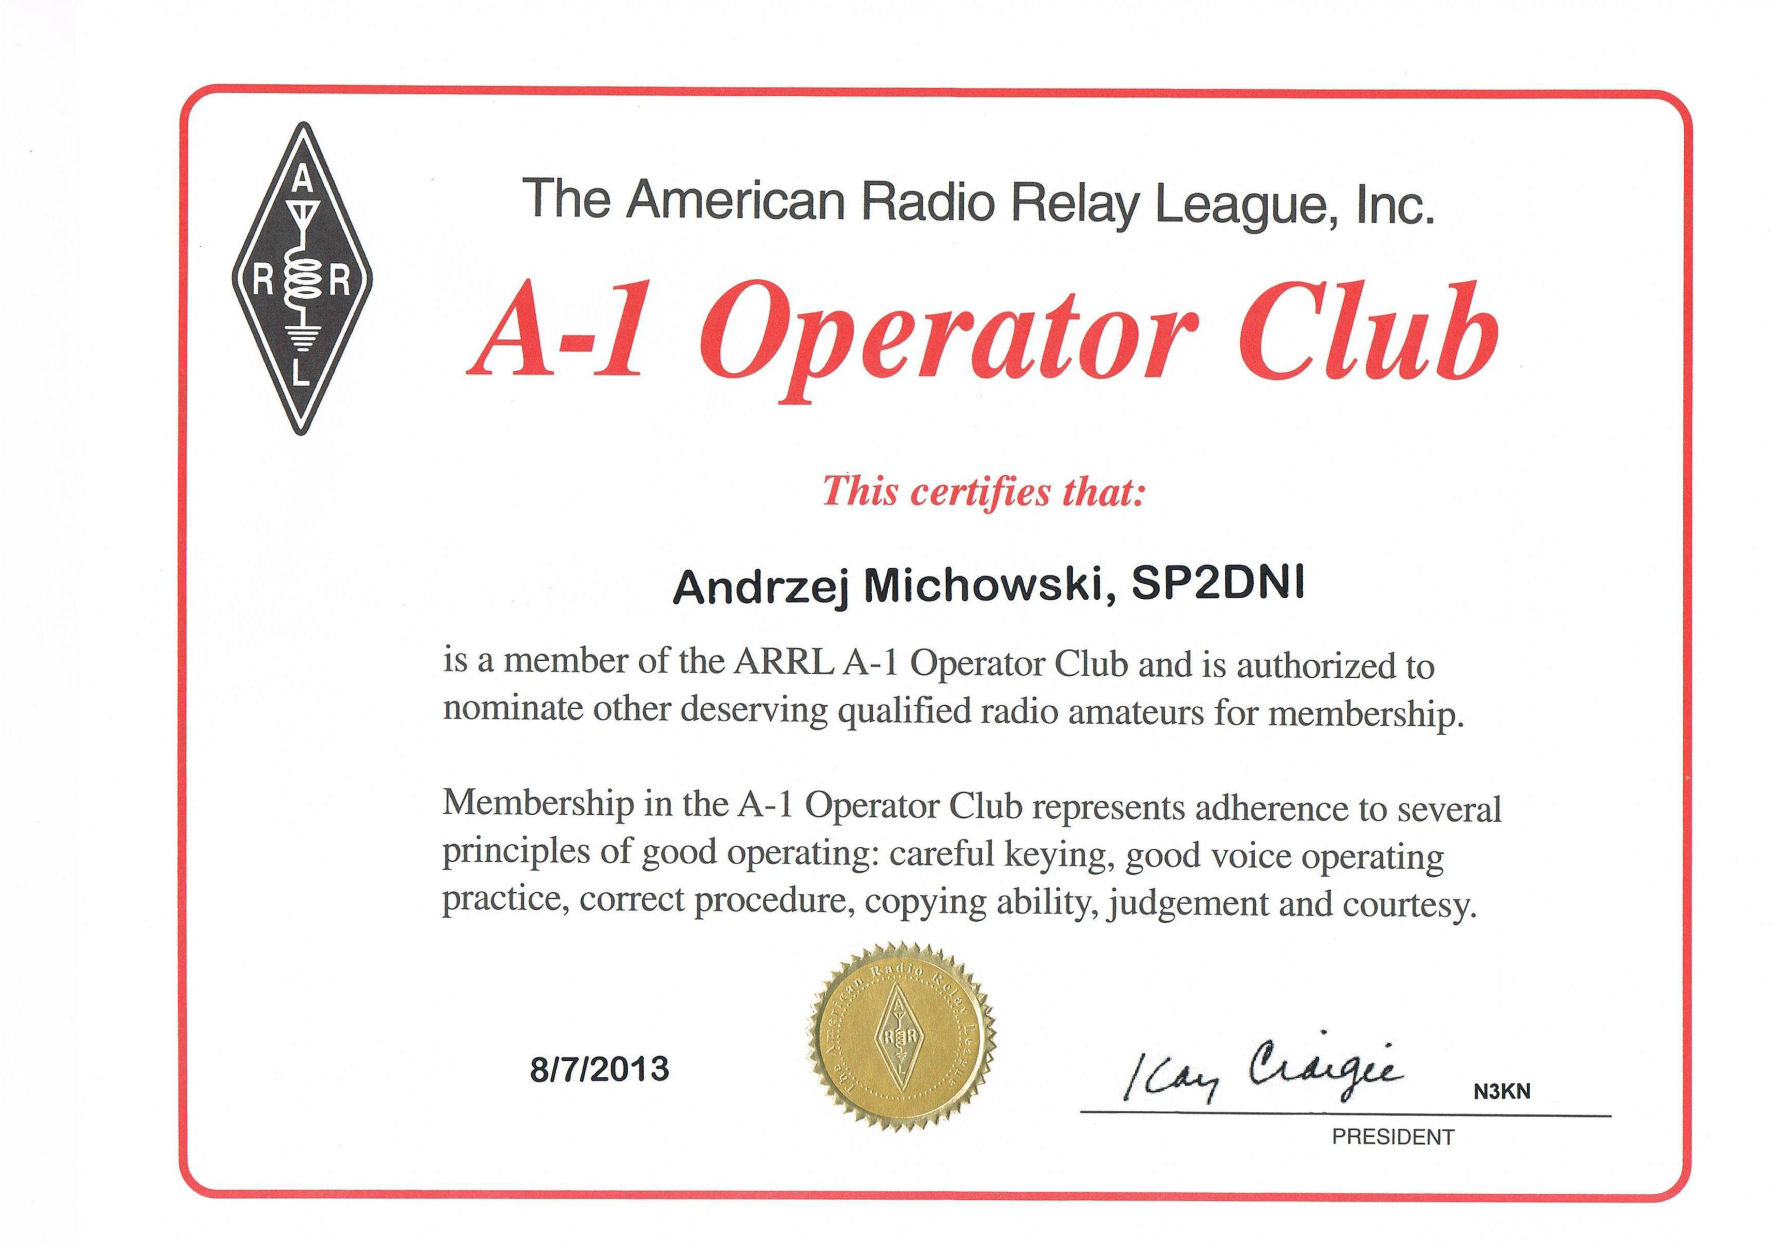 A
R R
L
The American Radio Relay League, Inc.
A-1 Operator Club
This certifies that:
Andrzej Michowski, SP2DNI
is a member of the ARRL A-1 Operator Club and is authorized to
nominate other deserving qualified radio amateurs for membership.
Membership in the A-1 Operator Club represents adherence to several
principles of good operating: careful keying, good voice operating
practice, correct procedure, copying ability, judgement and courtesy.
The American Radio Relay League
A
R R
L
8/7/2013
Kay Craigie N3KN
PRESIDENT